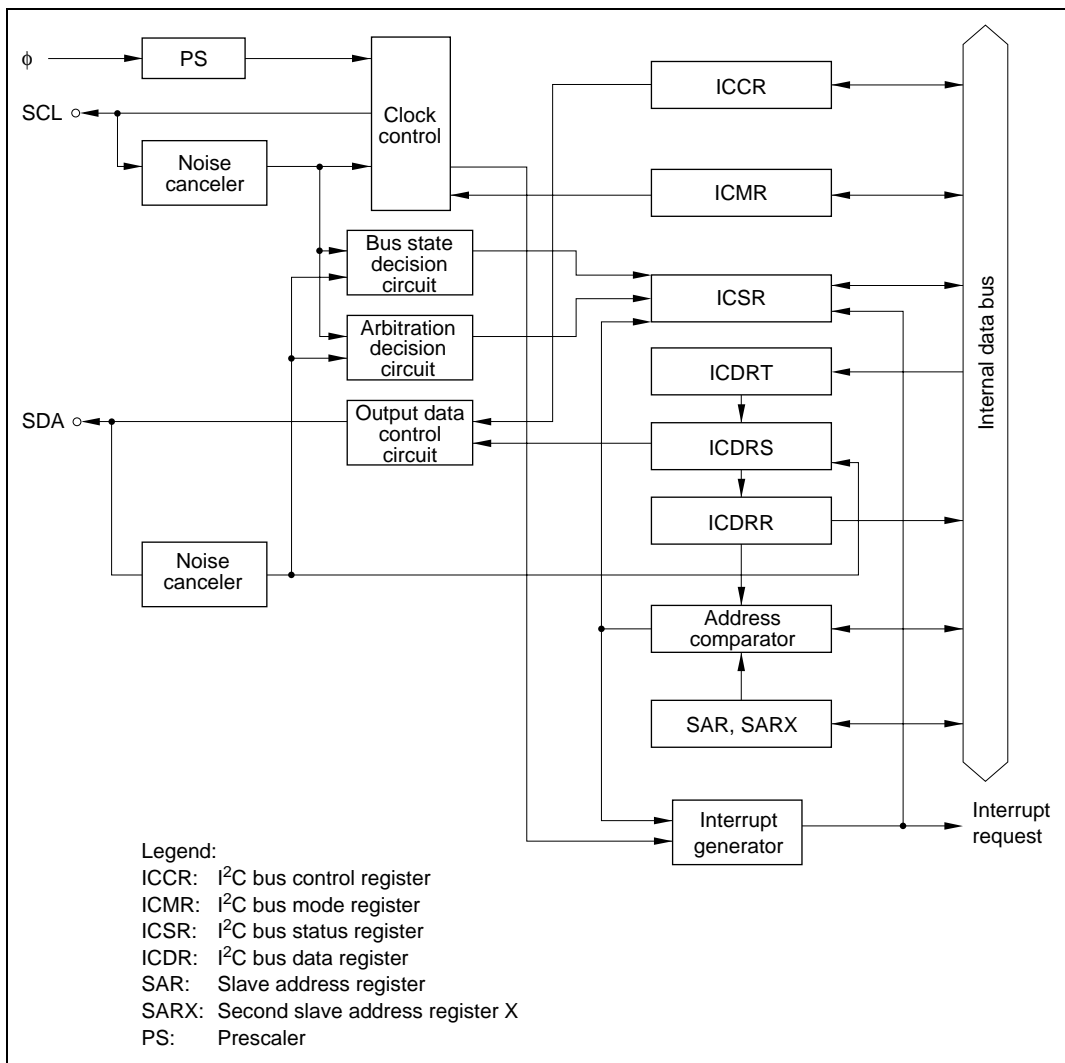 ϕ
PS
SCL
Clock
control
Noise
canceler
Bus state
decision
circuit
Arbitration
decision
circuit
SDA
Output data
control
circuit
Noise
canceler
ICCR
ICMR
ICSR
ICDRT
ICDRS
ICDRR
Address
comparator
SAR, SARX
Interrupt
generator
Internal data bus
Interrupt
request
Legend:
ICCR: I²C bus control register
ICMR: I²C bus mode register
ICSR: I²C bus status register
ICDR: I²C bus data register
SAR: Slave address register
SARX: Second slave address register X
PS: Prescaler